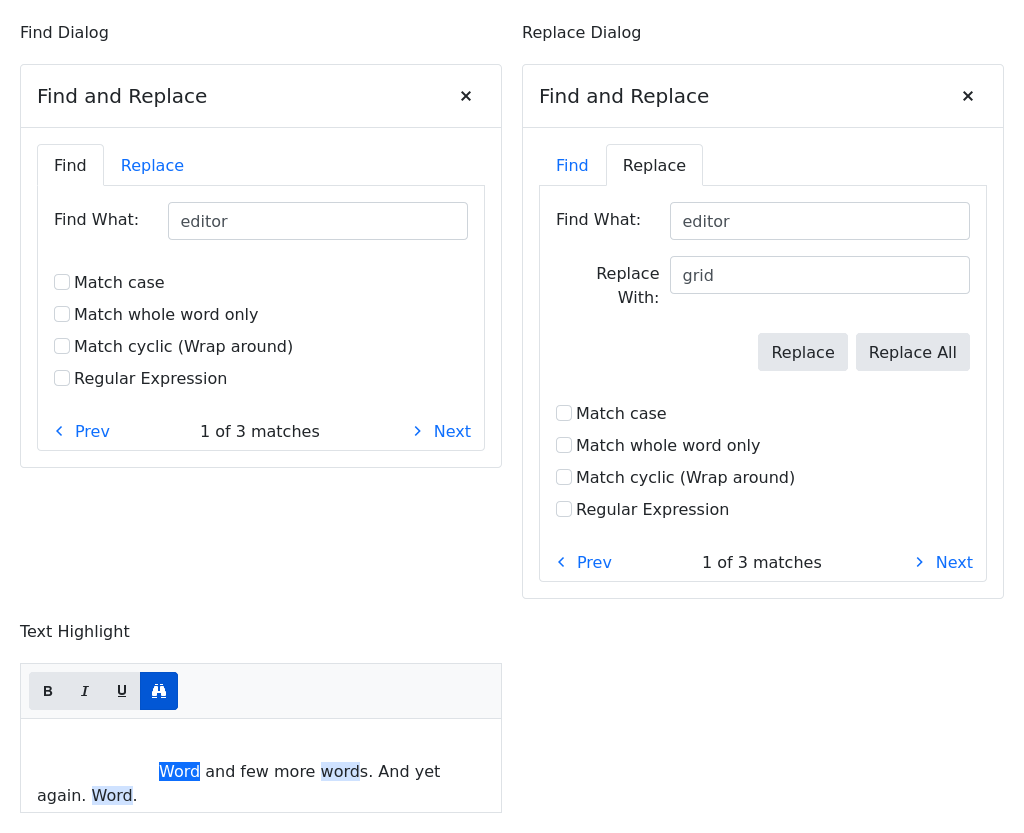 Find Dialog
Find and Replace
Find Replace
Find What: editor
Match case
Match whole word only
Match cyclic (Wrap around)
Regular Expression
Prev 1 of 3 matches Next
Replace Dialog
Find and Replace
Find Replace
Find What: editor
Replace With: grid
Replace Replace All
Match case
Match whole word only
Match cyclic (Wrap around)
Regular Expression
Prev 1 of 3 matches Next
Text Highlight
B I U
Word and few more words. And yet
again. Word.